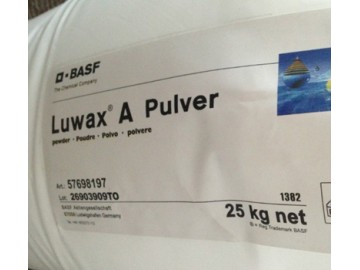 BASF
The Chemical Company
Luwax® A Pulver
powder • Poudre • Polvo • polvere
Art.: 57698197
Lot: 26903909TO
BASF Aktiengesellschaft
67056 Ludwigshafen Germany
1302
25 kg net
® = Reg Trademark BASF